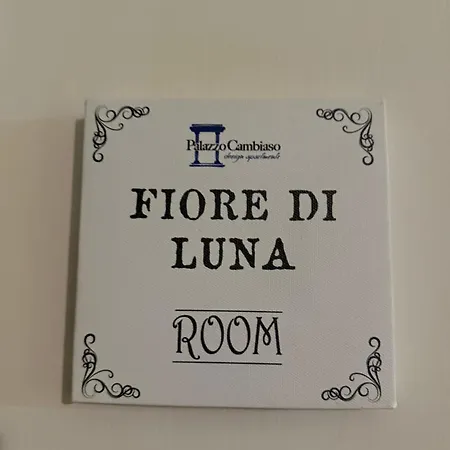 Palazzo Cambiaso
design apartments
FIORE DI
LUNA
ROOM